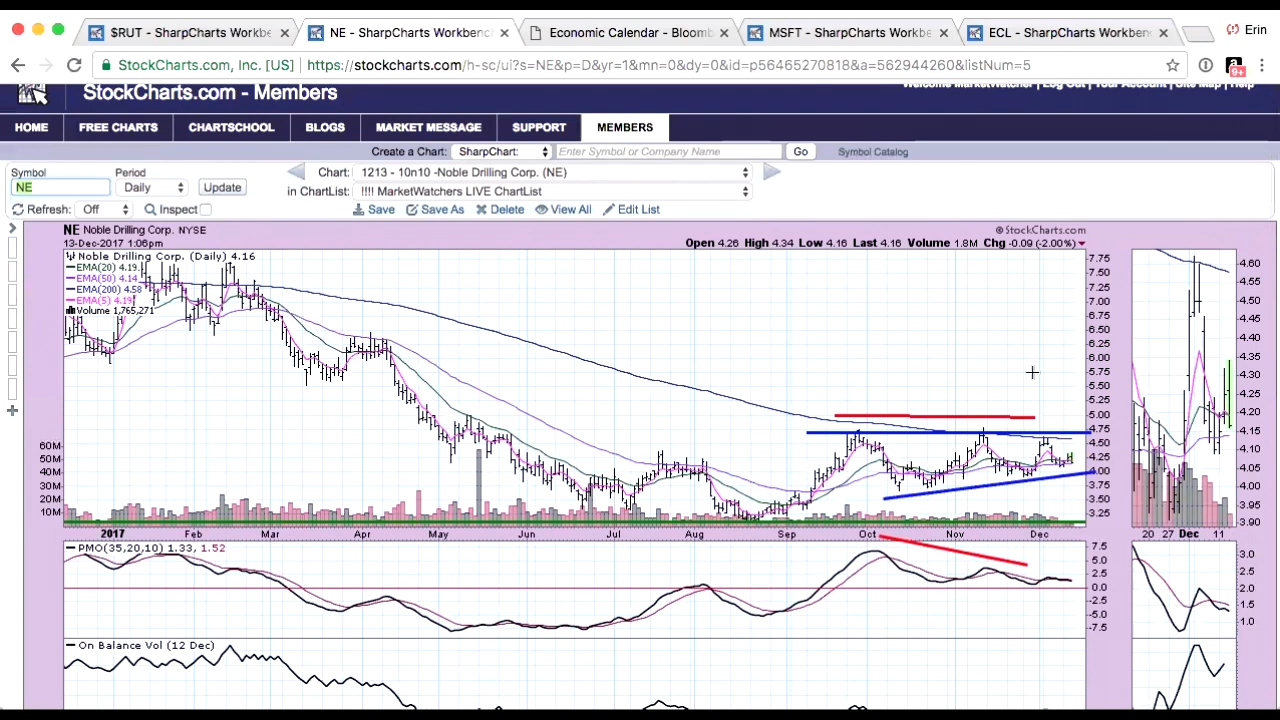 $RUT - SharpCharts Workb
NE - SharpCharts Workbenc
Economic Calendar - Bloomb
MSFT - SharpCharts Workbe
ECL - SharpCharts Workben
Erin
StockCharts.com, Inc. [US]
https://stockcharts.com/h-sc/ui?s=NE&p=D&yr=1&mn=0&dy=0&id=p56465270818&a=562944260&listNum=5
9+
StockCharts.com - Members
Welcome MarketWatcher | Log Out | Your Account | Site Map | Help
HOME FREE CHARTS CHARTSCHOOL BLOGS MARKET MESSAGE SUPPORT MEMBERS
Create a Chart: SharpChart: Enter Symbol or Company Name Go Symbol Catalog
Symbol Period
NE Daily Update
Chart: 1213 - 10n10 -Noble Drilling Corp. (NE)
in ChartList: !!!! MarketWatchers LIVE ChartList
Refresh: Off Inspect
Save Save As Delete View All Edit List
NE Noble Drilling Corp. NYSE
© StockCharts.com
13-Dec-2017 1:06pm
Open 4.26 High 4.34 Low 4.16 Last 4.16 Volume 1.8M Chg -0.09 (-2.00%)
Noble Drilling Corp. (Daily) 4.16
EMA(20) 4.19
EMA(50) 4.14
EMA(200) 4.58
EMA(5) 4.19
Volume 1,765,271
7.75
7.50
7.25
7.00
6.75
6.50
6.25
6.00
5.75
5.50
5.25
5.00
4.75
4.50
4.25
4.00
3.75
3.50
3.25
60M
50M
40M
30M
20M
10M
2017 Feb Mar Apr May Jun Jul Aug Sep Oct Nov Dec
4.60
4.55
4.50
4.45
4.40
4.35
4.30
4.25
4.20
4.15
4.10
4.05
4.00
3.95
3.90
20 27 Dec 11
PMO(35,20,10) 1.33, 1.52
7.5
5.0
2.5
0.0
-2.5
-5.0
-7.5
3.0
2.5
2.0
1.5
1.0
On Balance Vol (12 Dec)